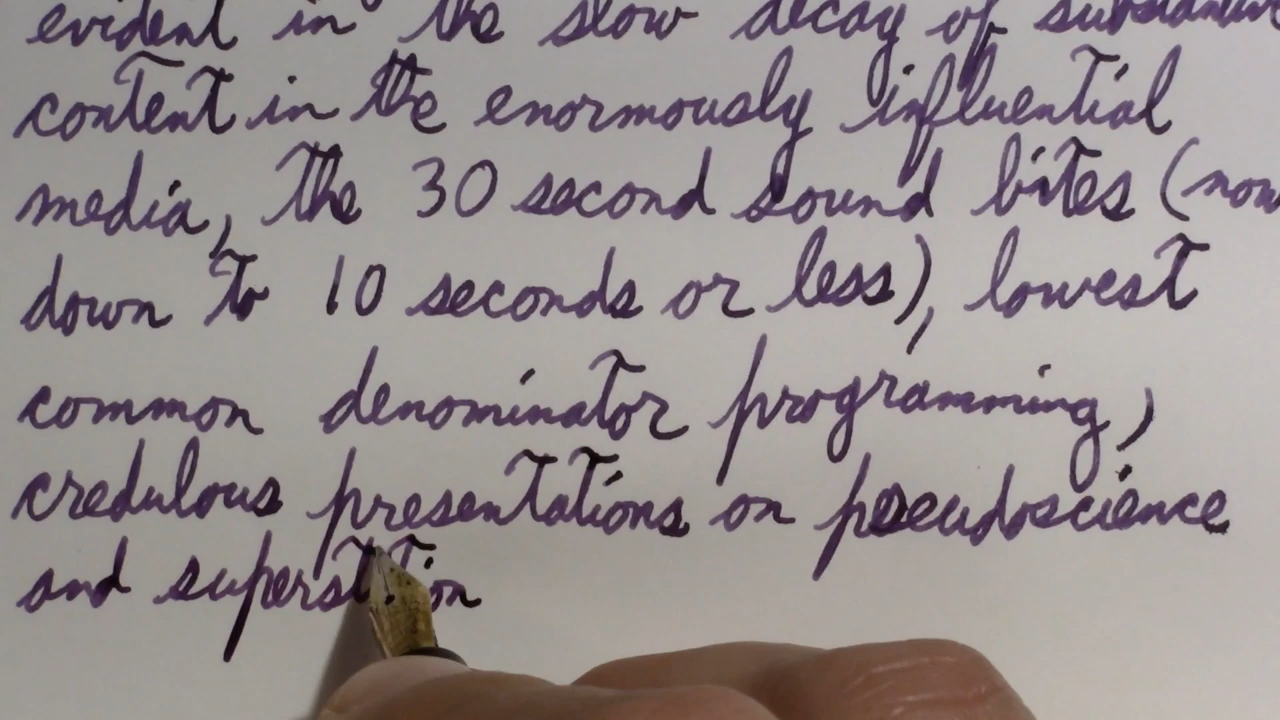 evident in the slow decay of
content in the enormously influential
media, the 30 second sound bites (now
down to 10 seconds or less), lowest
common denominator programming,
credulous presentations on pseudoscience
and superstition